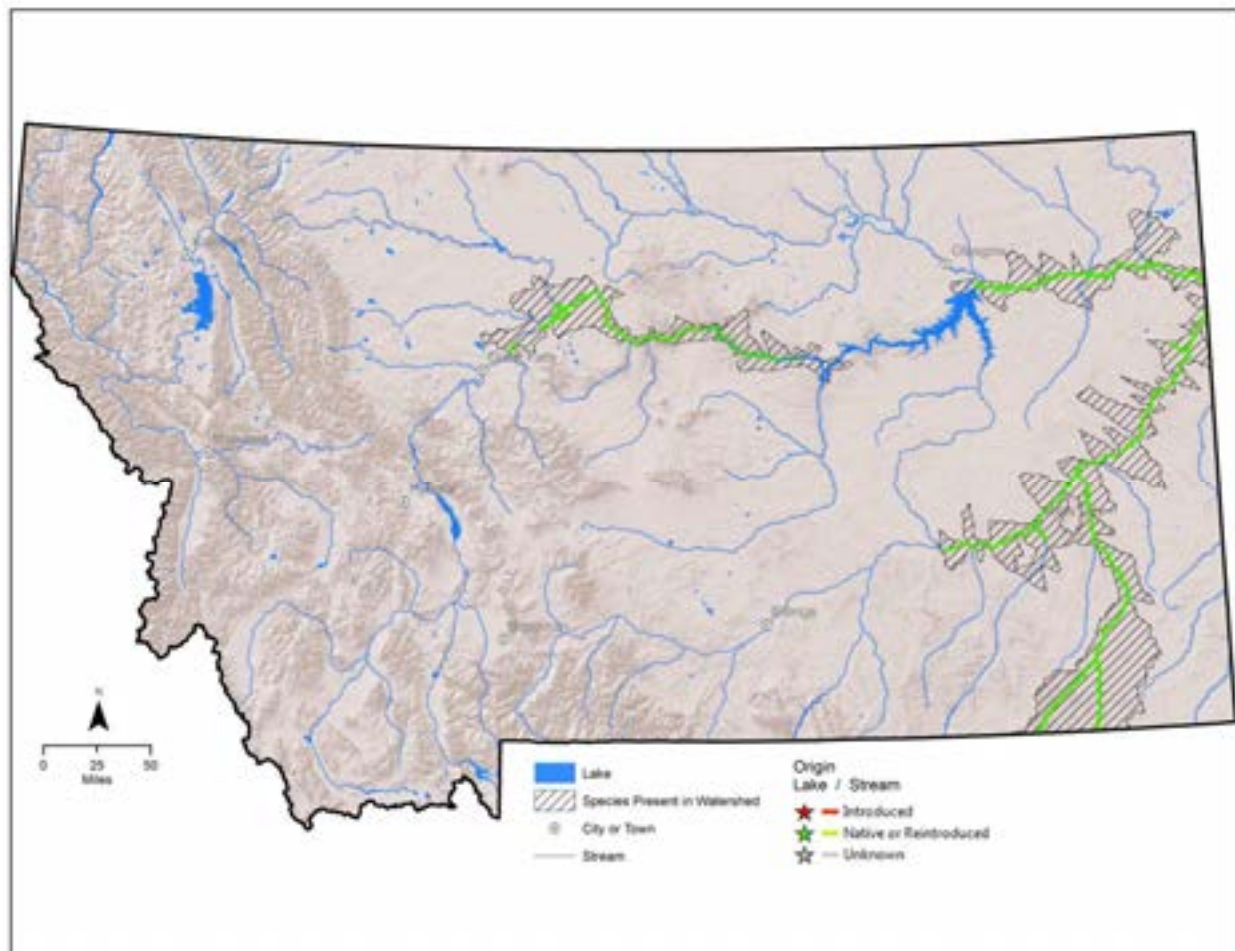 N
0 25 50
Miles
Lake
Species Present in Watershed
City or Town
Stream
Origin
Lake / Stream
Introduced
Native or Reintroduced
Unknown
Billings